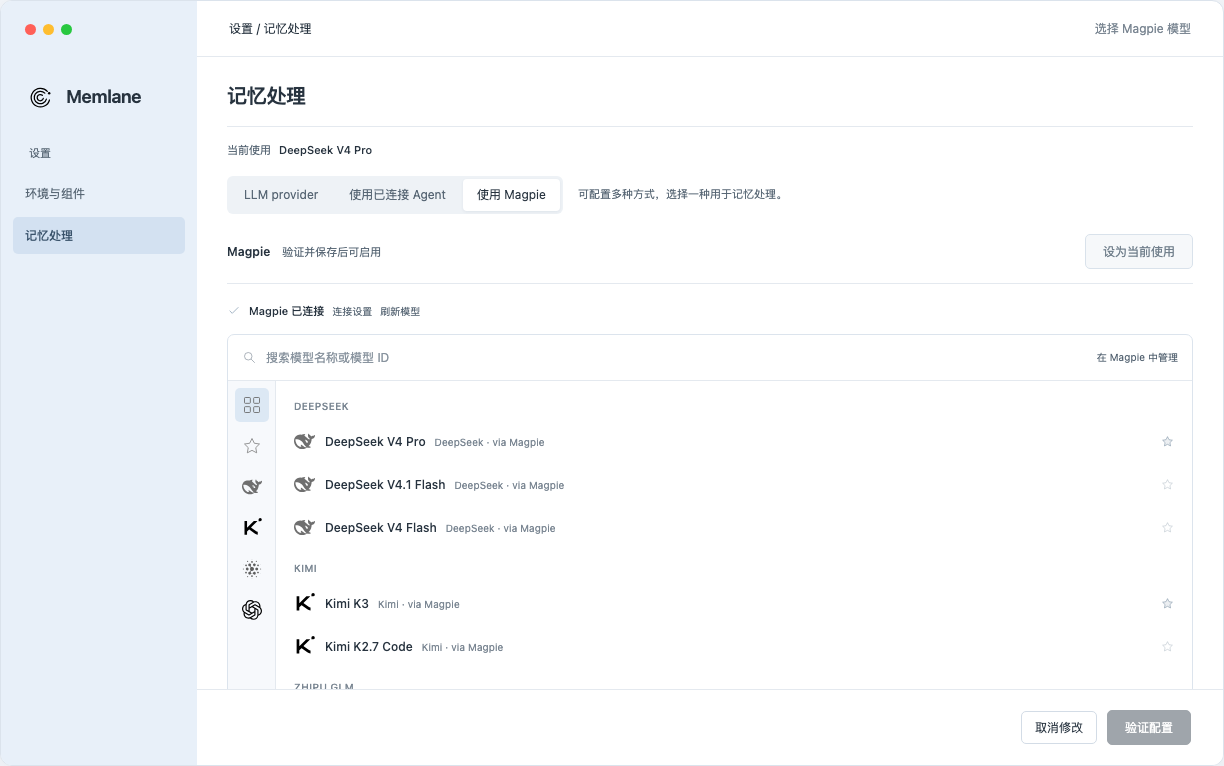 设置 / 记忆处理
选择 Magpie 模型
Memlane
设置
环境与组件
记忆处理
记忆处理
当前使用 DeepSeek V4 Pro
LLM provider 使用已连接 Agent 使用 Magpie 可配置多种方式，选择一种用于记忆处理。
Magpie 验证并保存后可启用 设为当前使用
Magpie 已连接 连接设置 刷新模型
搜索模型名称或模型 ID 在 Magpie 中管理
DEEPSEEK
DeepSeek V4 Pro DeepSeek · via Magpie
DeepSeek V4.1 Flash DeepSeek · via Magpie
DeepSeek V4 Flash DeepSeek · via Magpie
KIMI
Kimi K3 Kimi · via Magpie
Kimi K2.7 Code Kimi · via Magpie
ZHIPU GLM
取消修改 验证配置